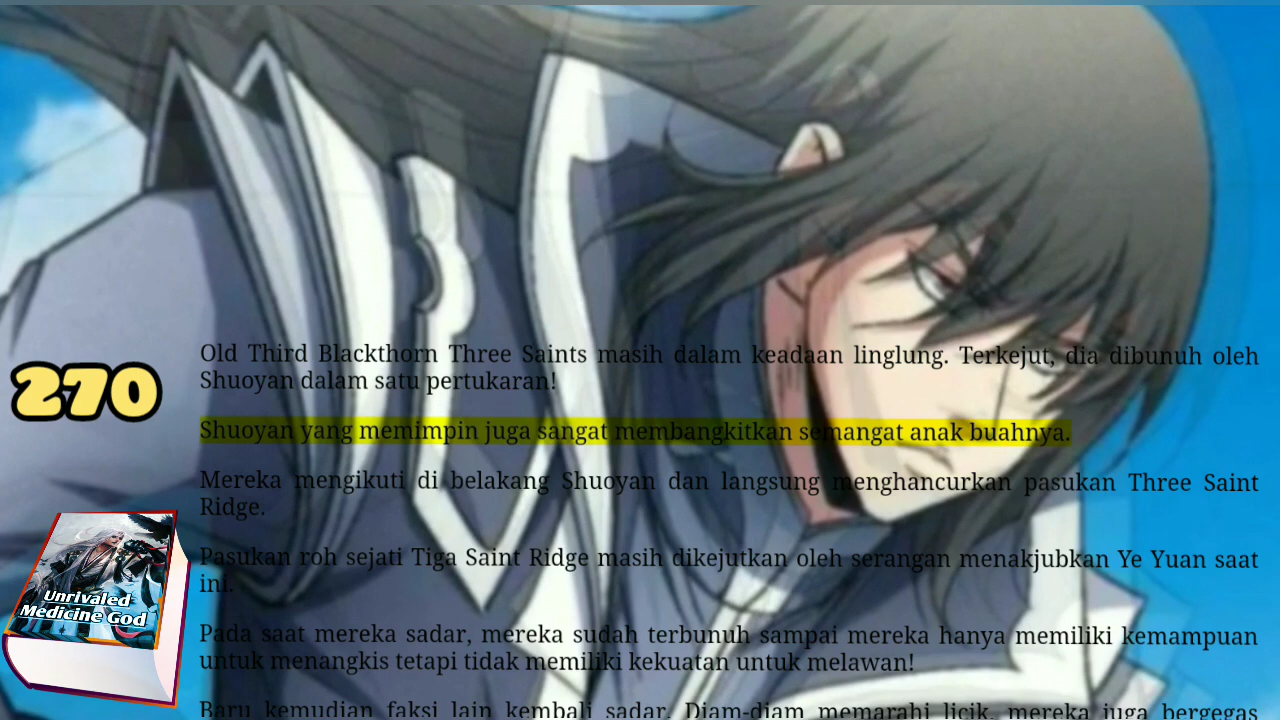 Old Third Blackthorn Three Saints masih dalam keadaan linglung. Terkejut, dia dibunuh oleh
Shuoyan dalam satu pertukaran!
270
Shuoyan yang memimpin juga sangat membangkitkan semangat anak buahnya.
Mereka mengikuti di belakang Shuoyan dan langsung menghancurkan pasukan Three Saint
Ridge.
Pasukan roh sejati Tiga Saint Ridge masih dikejutkan oleh serangan menakjubkan Ye Yuan saat
ini.
Unrivaled
Medicine God
Pada saat mereka sadar, mereka sudah terbunuh sampai mereka hanya memiliki kemampuan
untuk menangkis tetapi tidak memiliki kekuatan untuk melawan!
Baru kemudian faksi lain kembali sadar. Diam-diam memarahi licik, mereka juga bergegas